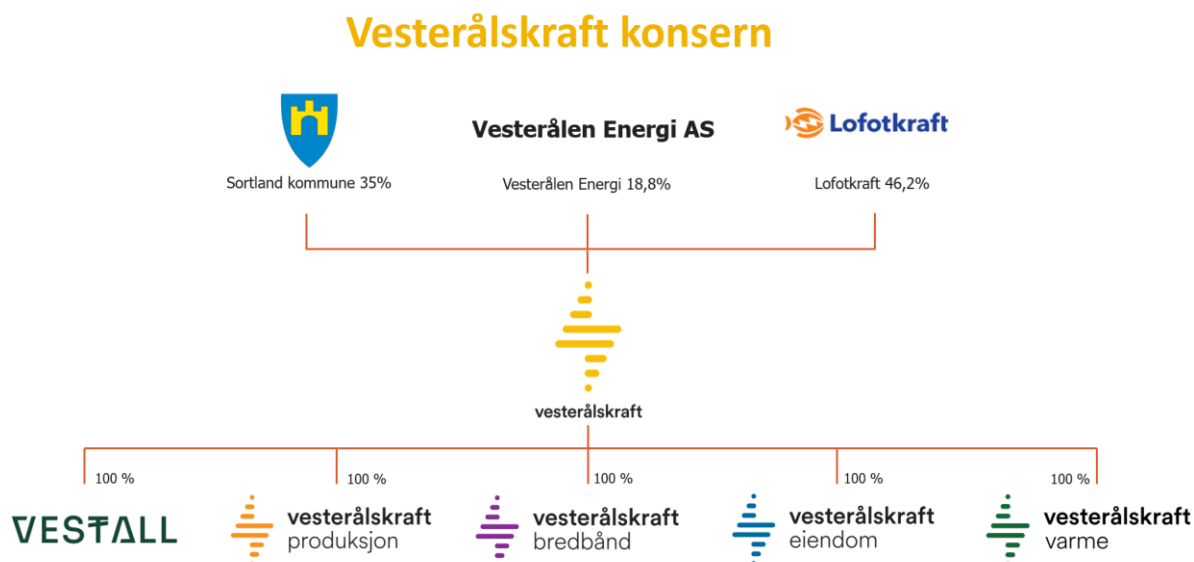 Vesterålskraft konsern
Vesterålen Energi AS
Lofotkraft
Sortland kommune 35%
Vesterålen Energi 18,8%
Lofotkraft 46,2%
vesterålskraft
100 %
100 %
100 %
100 %
100 %
VESTALL
vesterålskraft
produksjon
vesterålskraft
bredbånd
vesterålskraft
eiendom
vesterålskraft
varme